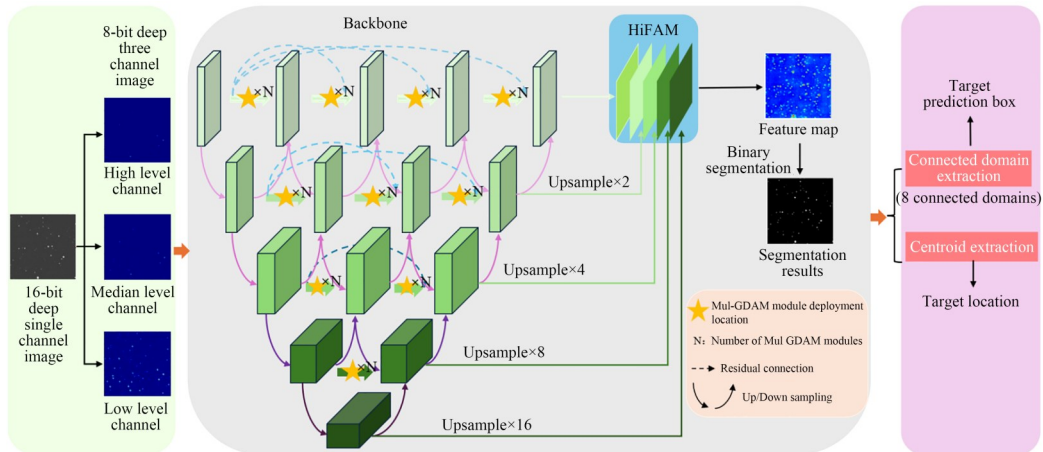 8-bit deep
three
channel
image
High level
channel
Median level
channel
Low level
channel
16-bit deep
single
channel
image
Backbone
×N
×N
×N
×N
×N
×N
×N
×N
×N
×N
Upsample×2
Upsample×4
Upsample×8
Upsample×16
HiFAM
Feature map
Binary
segmentation
Segmentation
results
Mul-GDAM module deployment
location
N: Number of Mul GDAM modules
Residual connection
Up/Down sampling
Target
prediction box
Connected domain
extraction
(8 connected domains)
Centroid extraction
Target location